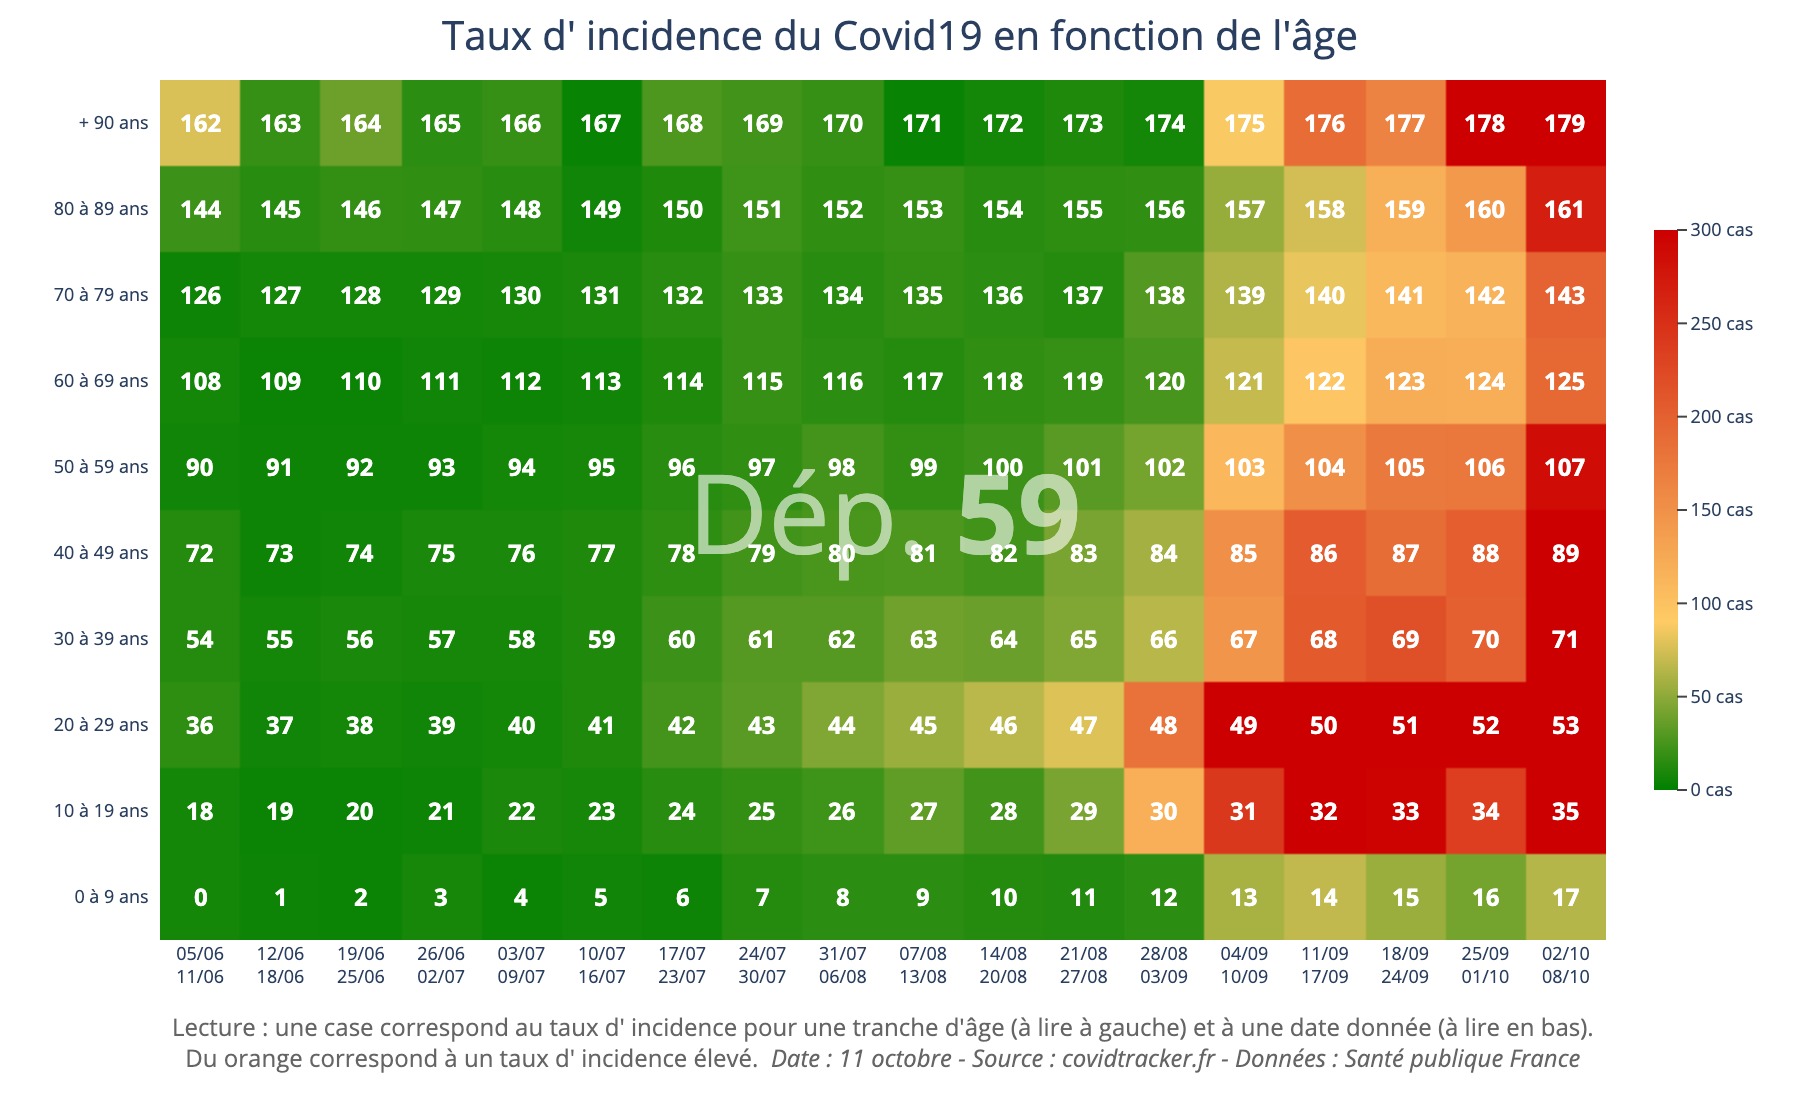 Taux d' incidence du Covid19 en fonction de l'âge
+ 90 ans 162 163 164 165 166 167 168 169 170 171 172 173 174 175 176 177 178 179
80 à 89 ans 144 145 146 147 148 149 150 151 152 153 154 155 156 157 158 159 160 161
70 à 79 ans 126 127 128 129 130 131 132 133 134 135 136 137 138 139 140 141 142 143
60 à 69 ans 108 109 110 111 112 113 114 115 116 117 118 119 120 121 122 123 124 125
50 à 59 ans 90 91 92 93 94 95 96 97 98 99 100 101 102 103 104 105 106 107
Dép. 59
40 à 49 ans 72 73 74 75 76 77 78 79 80 81 82 83 84 85 86 87 88 89
30 à 39 ans 54 55 56 57 58 59 60 61 62 63 64 65 66 67 68 69 70 71
20 à 29 ans 36 37 38 39 40 41 42 43 44 45 46 47 48 49 50 51 52 53
10 à 19 ans 18 19 20 21 22 23 24 25 26 27 28 29 30 31 32 33 34 35
0 à 9 ans 0 1 2 3 4 5 6 7 8 9 10 11 12 13 14 15 16 17
05/06 12/06 19/06 26/06 03/07 10/07 17/07 24/07 31/07 07/08 14/08 21/08 28/08 04/09 11/09 18/09 25/09 02/10
11/06 18/06 25/06 02/07 09/07 16/07 23/07 30/07 06/08 13/08 20/08 27/08 03/09 10/09 17/09 24/09 01/10 08/10
300 cas
250 cas
200 cas
150 cas
100 cas
50 cas
0 cas
Lecture : une case correspond au taux d' incidence pour une tranche d'âge (à lire à gauche) et à une date donnée (à lire en bas).
Du orange correspond à un taux d' incidence élevé. Date : 11 octobre - Source : covidtracker.fr - Données : Santé publique France